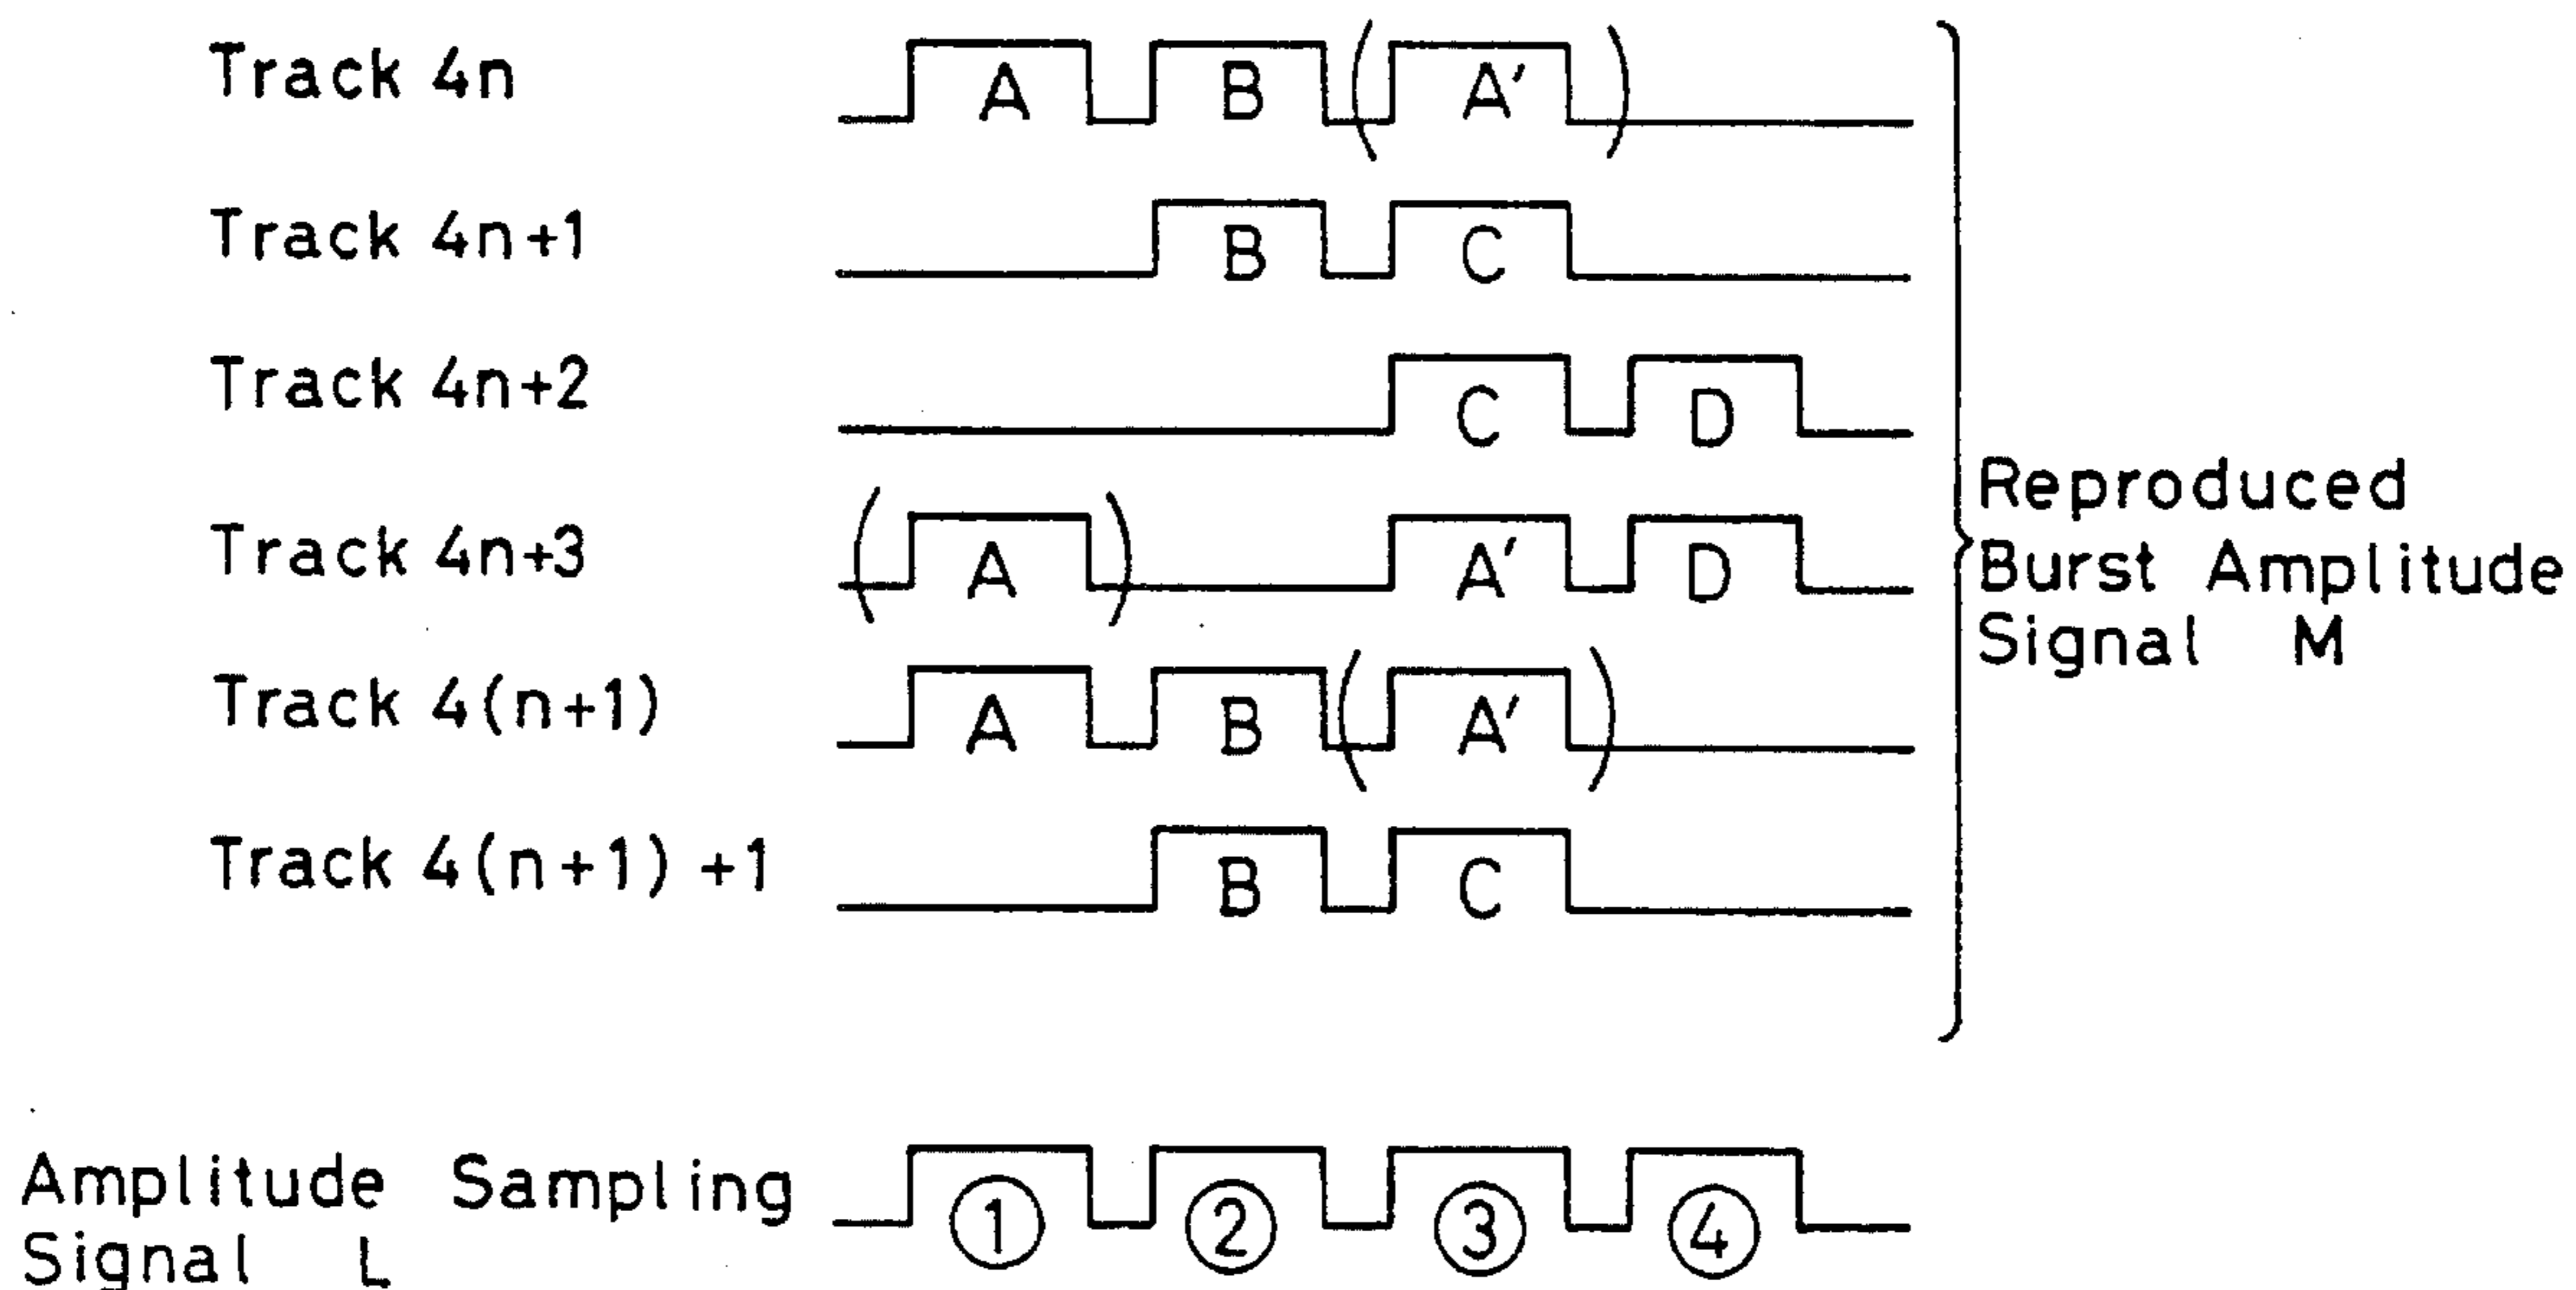 Track 4n A B ( A′ )
Track 4n+1 B C
Track 4n+2 C D
Track 4n+3 ( A ) A′ D
Track 4(n+1) A B ( A′ )
Track 4(n+1) +1 B C
Reproduced
Burst Amplitude
Signal M
Amplitude Sampling
Signal L
① ② ③ ④